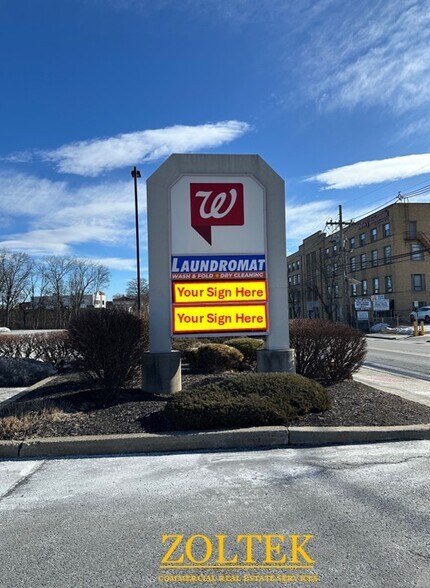 W
LAUNDROMAT
WASH & FOLD • DRY CLEANING
Your Sign Here
Your Sign Here
ZOLTEK
COMMERCIAL REAL ESTATE SERVICES